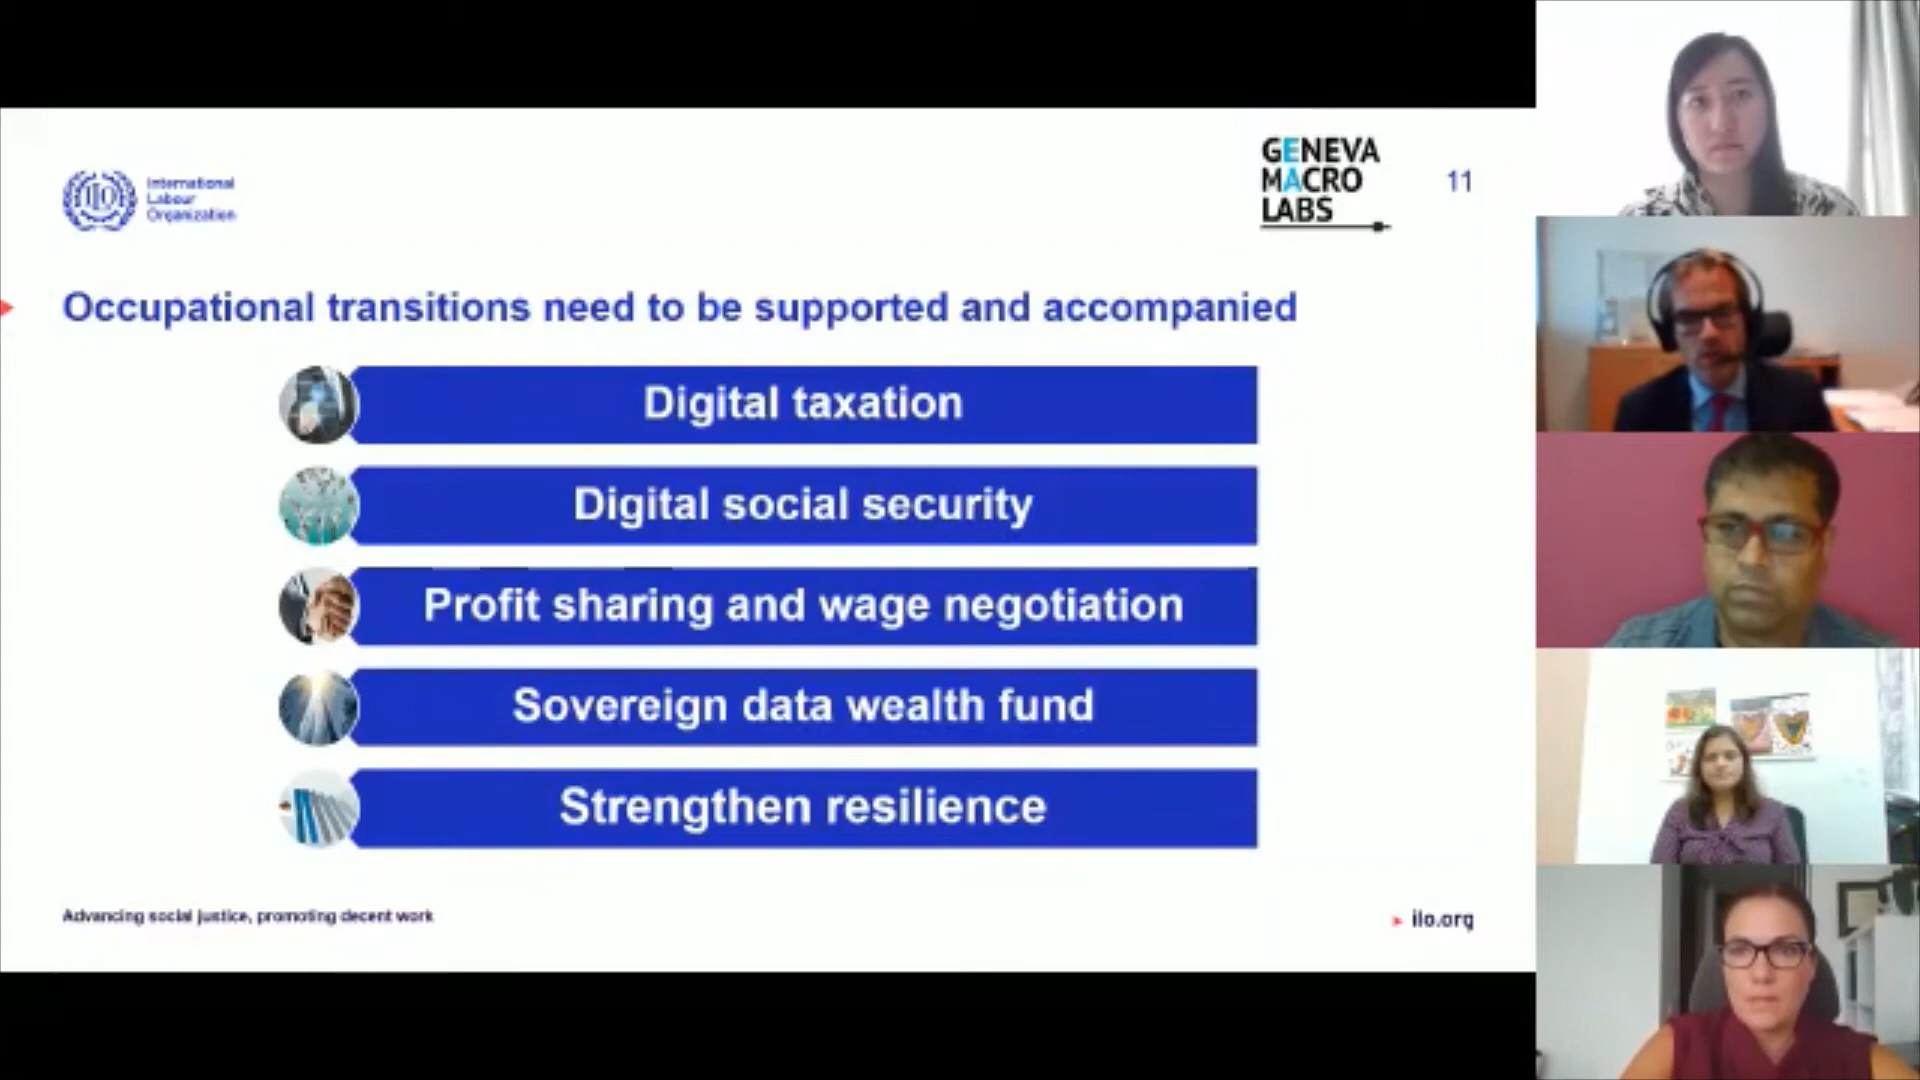 International
Labour
Organization
GENEVA
MACRO
LABS
11
Occupational transitions need to be supported and accompanied
Digital taxation
Digital social security
Profit sharing and wage negotiation
Sovereign data wealth fund
Strengthen resilience
Advancing social justice, promoting decent work
ilo.org